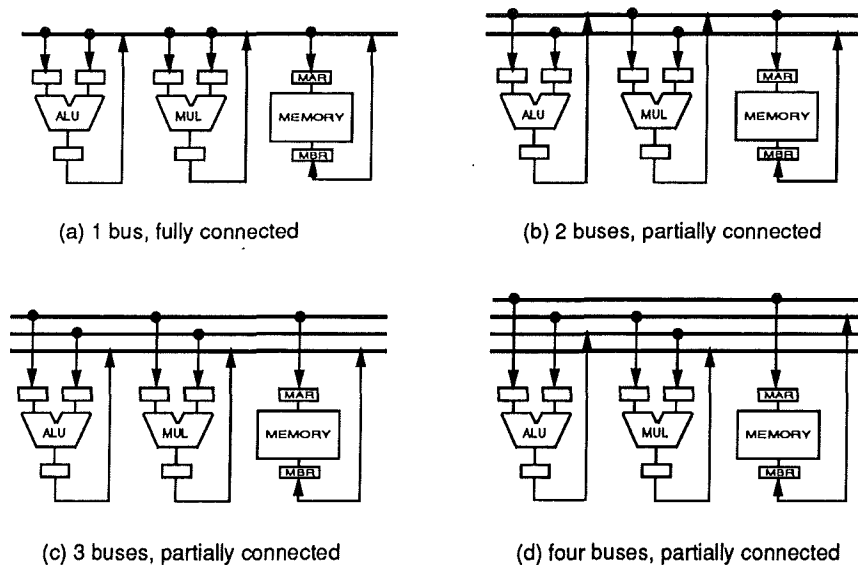 ALU
MUL
MAR
MEMORY
MBR
(a) 1 bus, fully connected
ALU
MUL
MAR
MEMORY
MBR
(b) 2 buses, partially connected
ALU
MUL
MAR
MEMORY
MBR
(c) 3 buses, partially connected
ALU
MUL
MAR
MEMORY
MBR
(d) four buses, partially connected